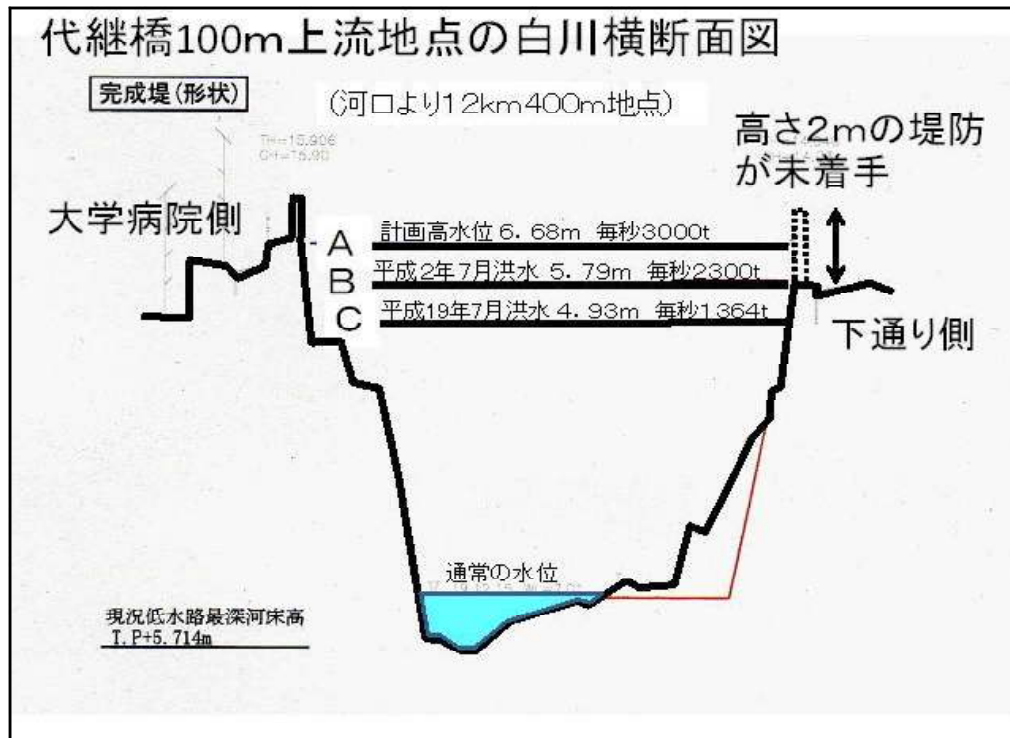 代継橋100m上流地点の白川横断面図
完成堤(形状)
(河口より12km400m地点)
高さ2mの堤防
が未着手
大学病院側
A
計画高水位 6.68m 毎秒3000t
B
平成2年7月洪水 5.79m 毎秒2300t
C
平成19年7月洪水 4.93m 毎秒1364t
下通り側
通常の水位
現況低水路最深河床高
T.P+5.714m